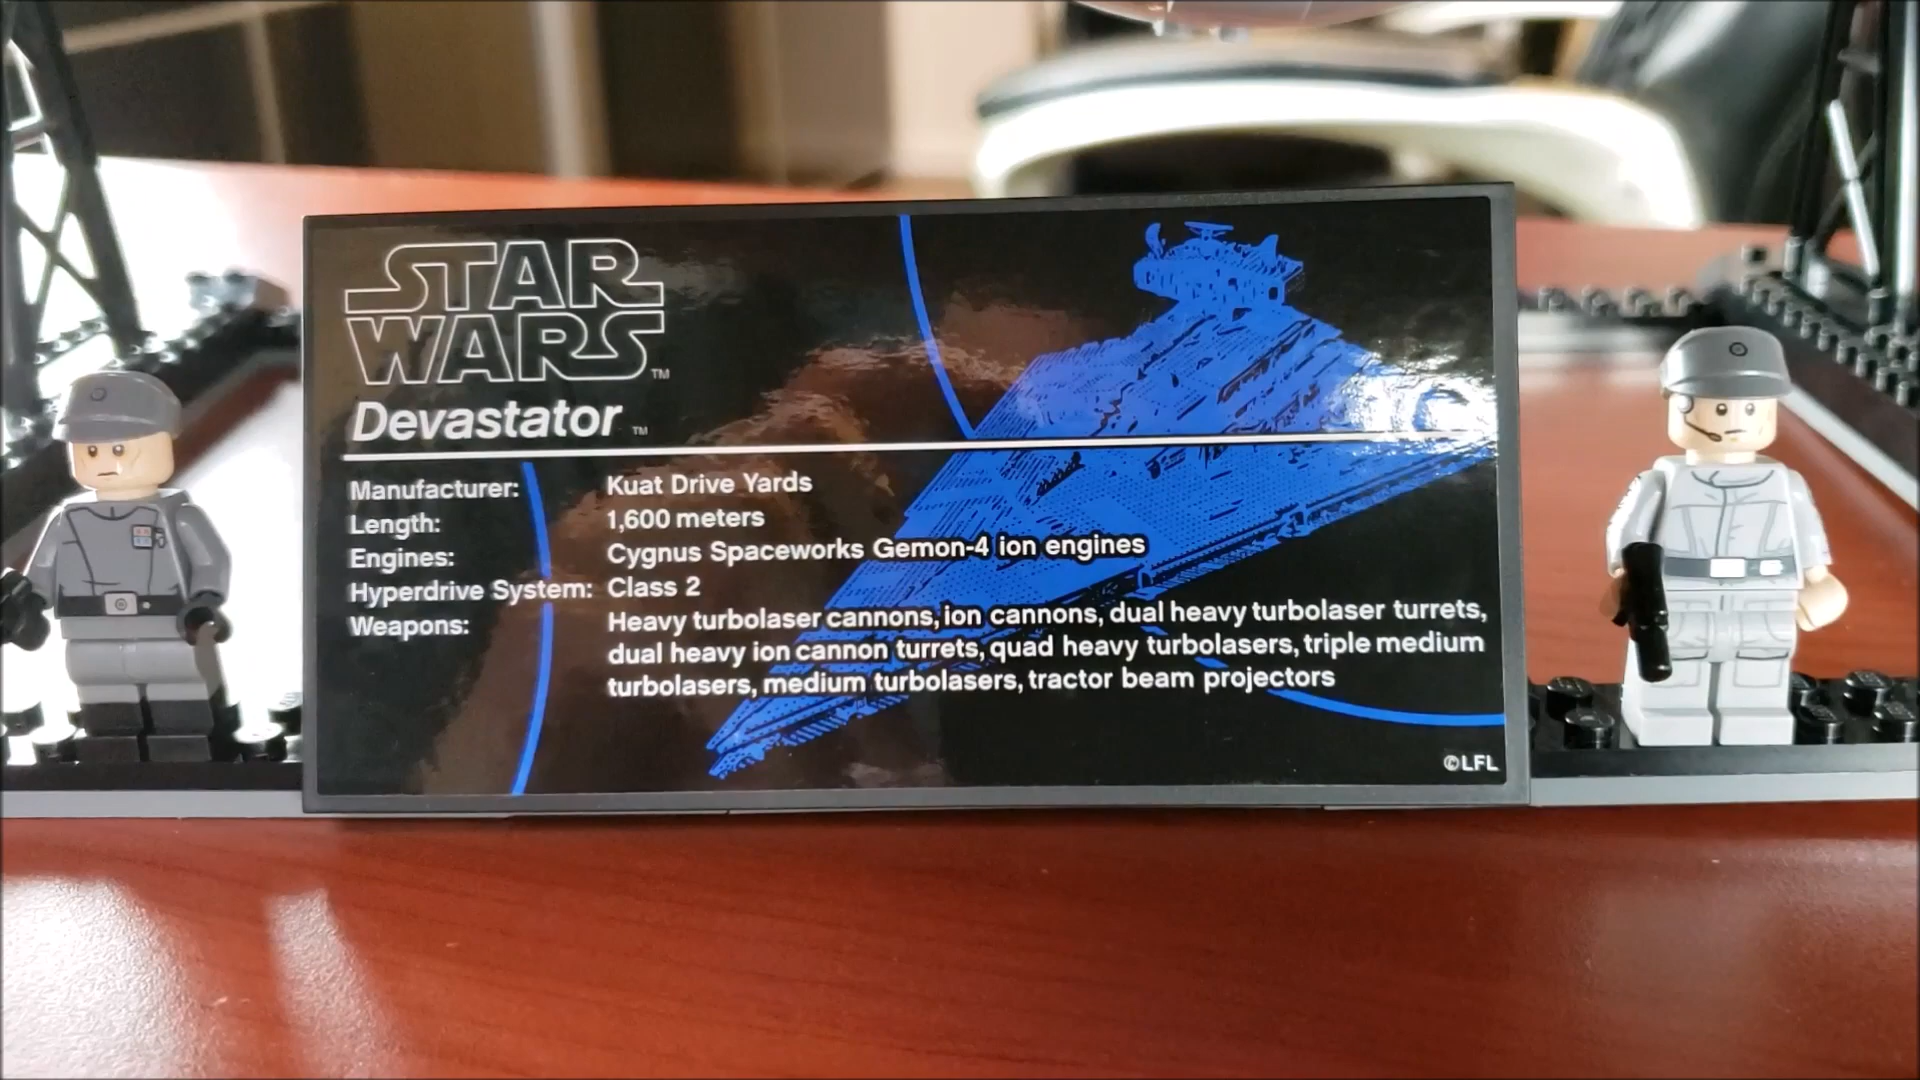 STAR
WARS™
Devastator™
Manufacturer: Kuat Drive Yards
Length: 1,600 meters
Engines: Cygnus Spaceworks Gemon-4 ion engines
Hyperdrive System: Class 2
Weapons: Heavy turbolaser cannons, ion cannons, dual heavy turbolaser turrets,
dual heavy ion cannon turrets, quad heavy turbolasers, triple medium
turbolasers, medium turbolasers, tractor beam projectors
©LFL